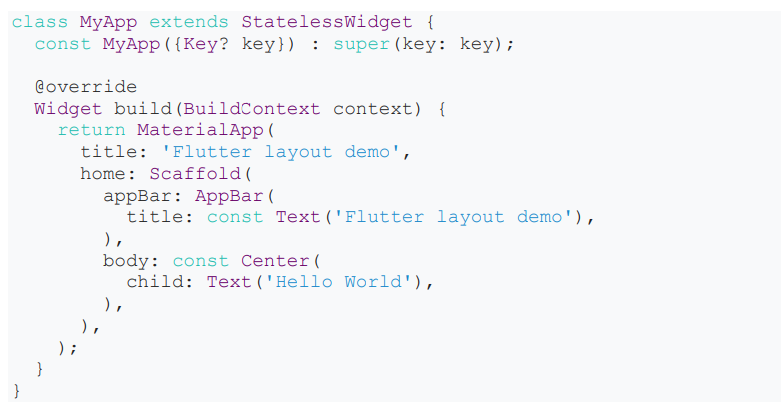 class MyApp extends StatelessWidget {
  const MyApp({Key? key}) : super(key: key);

  @override
  Widget build(BuildContext context) {
    return MaterialApp(
      title: 'Flutter layout demo',
      home: Scaffold(
        appBar: AppBar(
          title: const Text('Flutter layout demo'),
        ),
        body: const Center(
          child: Text('Hello World'),
        ),
      ),
    );
  }
}